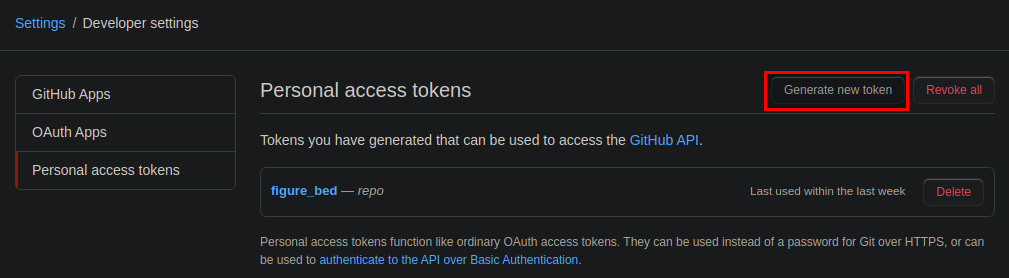 Settings / Developer settings
GitHub Apps
OAuth Apps
Personal access tokens
Personal access tokens
Generate new token
Revoke all
Tokens you have generated that can be used to access the GitHub API.
figure_bed — repo
Last used within the last week
Delete
Personal access tokens function like ordinary OAuth access tokens. They can be used instead of a password for Git over HTTPS, or can
be used to authenticate to the API over Basic Authentication.